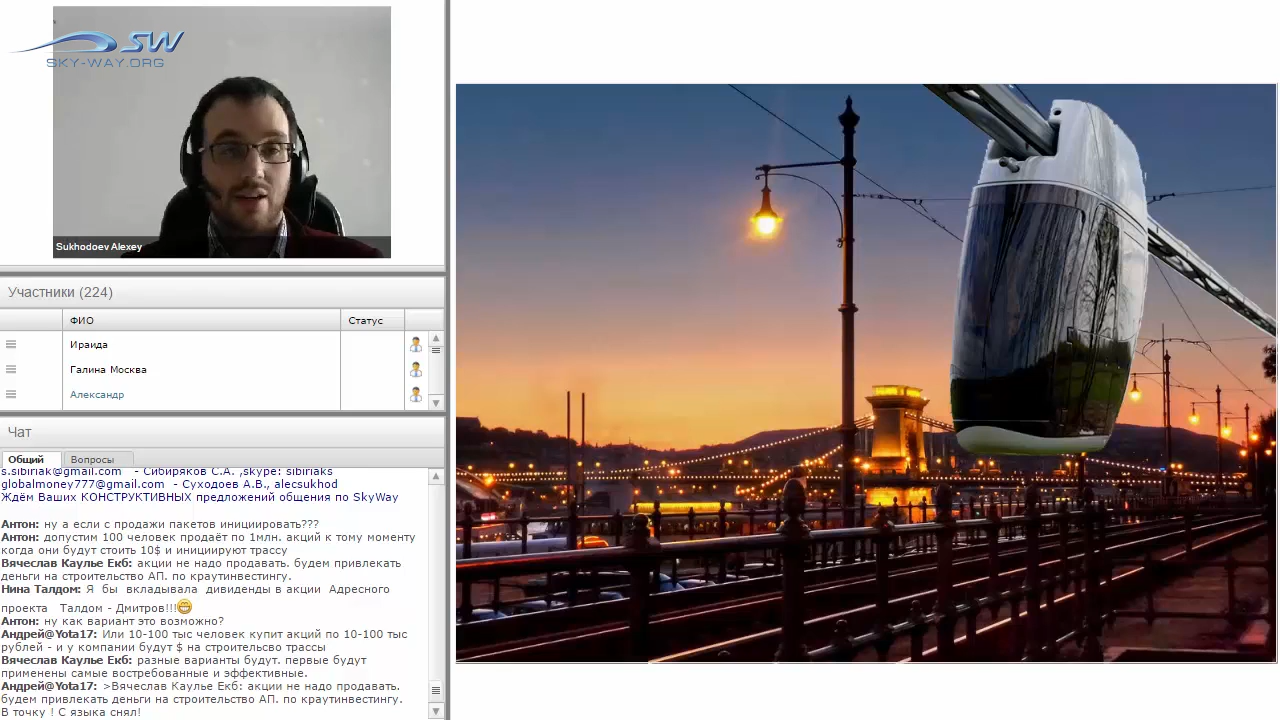 SW
SKY-WAY.ORG
Sukhodoev Alexey
Участники (224)
ФИО
Статус
Ираида
Галина Москва
Александр
Чат
Общий
Вопросы
s.sibiriak@gmail.com - Сибиряков С.А. ,skype: sibiriaks
globalmoney777@gmail.com - Суходоев А.В., alecsukhod
Ждём Ваших КОНСТРУКТИВНЫХ предложений общения по SkyWay
Антон: ну а если с продажи пакетов инициировать???
Антон: допустим 100 человек продаёт по 1млн. акций к тому моменту
когда они будут стоить 10$ и инициируют трассу
Вячеслав Каулье Екб: акции не надо продавать. будем привлекать
деньги на строительство АП. по краутинвестингу.
Нина Талдом: Я бы вкладывала дивиденды в акции Адресного
проекта Талдом - Дмитров!!!
Антон: ну как вариант это возможно?
Андрей@Yota17: Или 10-100 тыс человек купит акций по 10-100 тыс
рублей - и у компании будут $ на строительсво трассы
Вячеслав Каулье Екб: разные варианты будут. первые будут
применены самые востребованные и эффективные.
Андрей@Yota17: >Вячеслав Каулье Екб: акции не надо продавать.
будем привлекать деньги на строительство АП. по краутинвестингу.
В точку ! С языка снял!